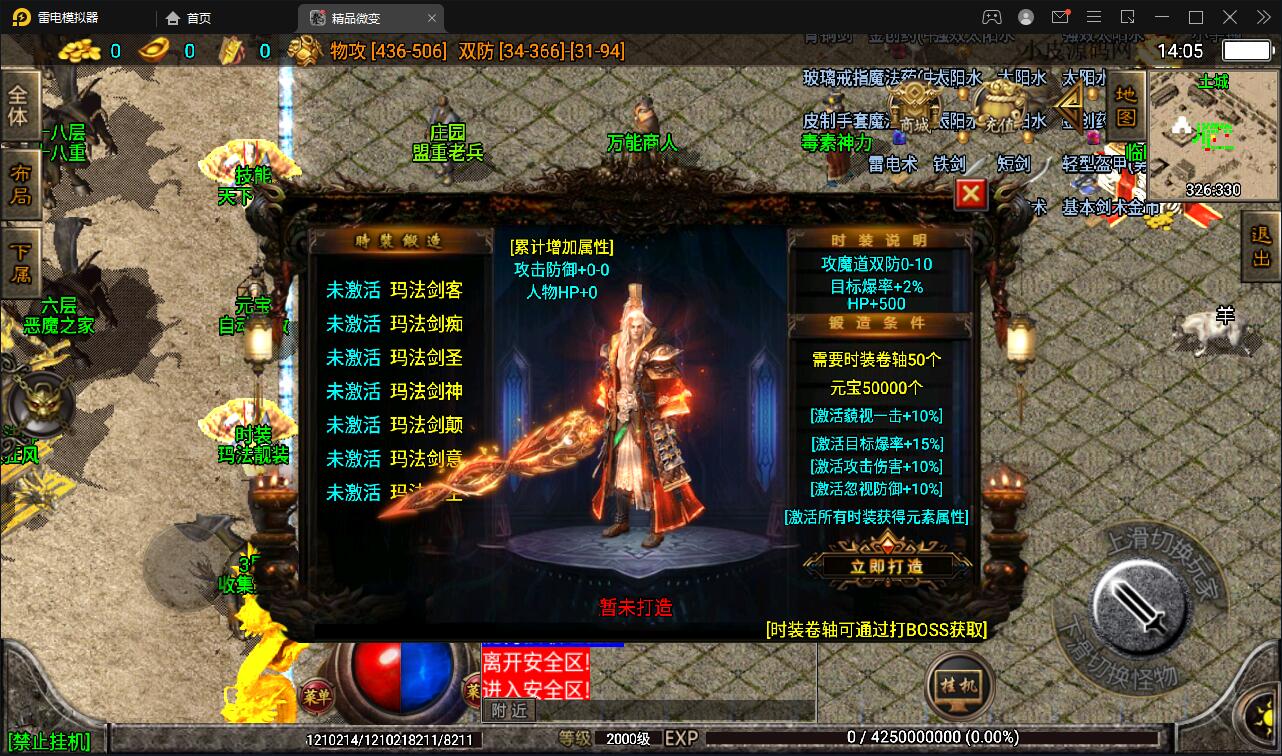 雷电模拟器
首页
精品微变
0
0
0
物攻 [436-506] 双防 [34-366]-[31-94]
14:05
全体
布局
下属
十八重
庄园
盟重老兵
万能商人
毒素神力
玻璃戒指
太阳水
太阳水
皮制手套
商城
充值
地图
土城
326:330
退出
雷电术
铁剑
短剑
基本剑术
金币
技能
天下
羊
六层
恶魔之家
元宝
时装
玛法靓装
時裝鍛造
未激活 玛法剑客
未激活 玛法剑痴
未激活 玛法剑圣
未激活 玛法剑神
未激活 玛法剑颠
未激活 玛法剑意
未激活
[累计增加属性]
攻击防御+0-0
人物HP+0
时装说明
攻魔道双防0-10
目标爆率+2%
HP+500
鍛造条件
需要时装卷轴50个
元宝50000个
[激活藐视一击+10%]
[激活目标爆率+15%]
[激活攻击伤害+10%]
[激活忽视防御+10%]
[激活所有时装获得元素属性]
立即打造
暂未打造
[时装卷轴可通过打BOSS获取]
上滑切换玩家
下滑切换怪物
离开安全区!
进入安全区!
附近
菜单
挂机
[禁止挂机]
1210214/1210218211/8211
等级 2000级 EXP
0 / 4250000000 (0.00%)